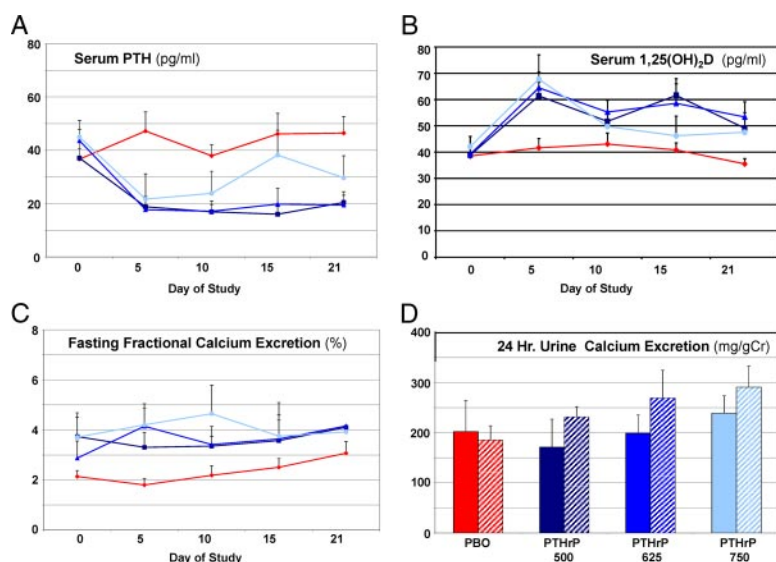 A
Serum PTH (pg/ml)
80
60
40
20
0
0 5 10 15 21
Day of Study
B
Serum 1,25(OH)₂D (pg/ml)
80
70
60
50
40
30
20
10
0
0 5 10 15 21
Day of Study
C
Fasting Fractional Calcium Excretion (%)
8
6
4
2
0
0 5 10 15 21
Day of Study
D
24 Hr. Urine Calcium Excretion (mg/gCr)
400
300
200
100
0
PBO PTHrP PTHrP PTHrP
500 625 750